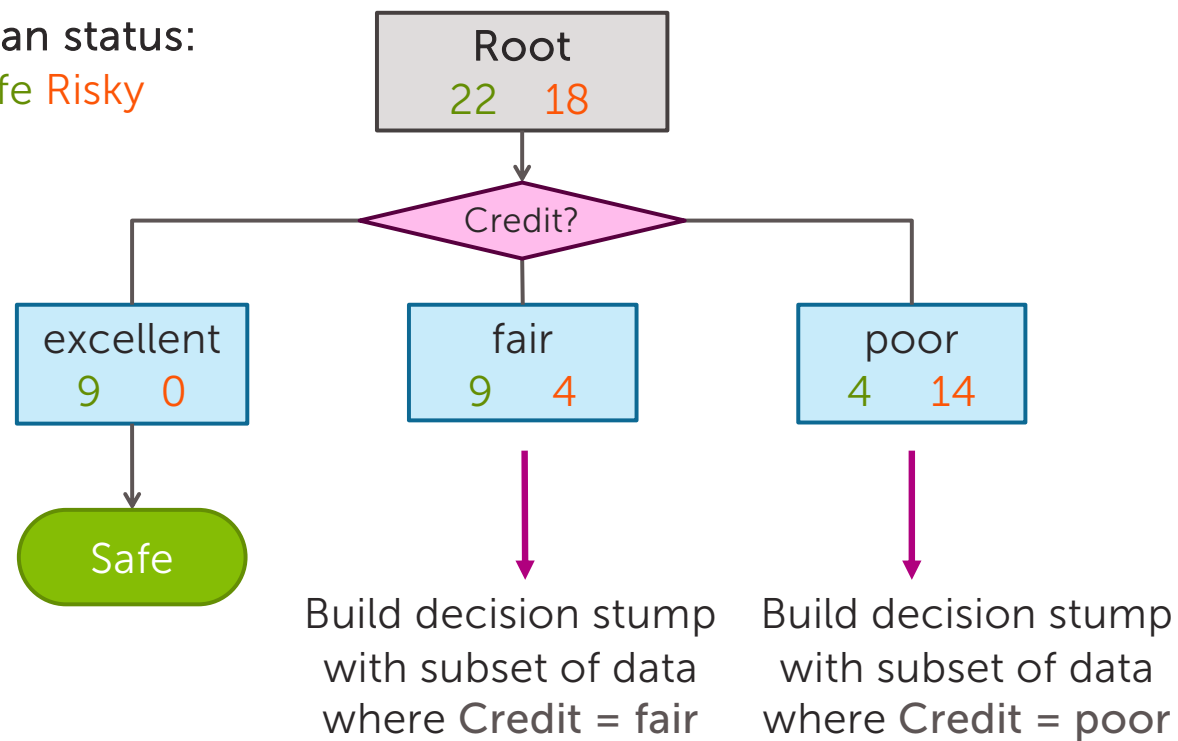 an status:
fe Risky
Root
22 18
Credit?
excellent
9 0
fair
9 4
poor
4 14
Safe
Build decision stump
with subset of data
where Credit = fair
Build decision stump
with subset of data
where Credit = poor